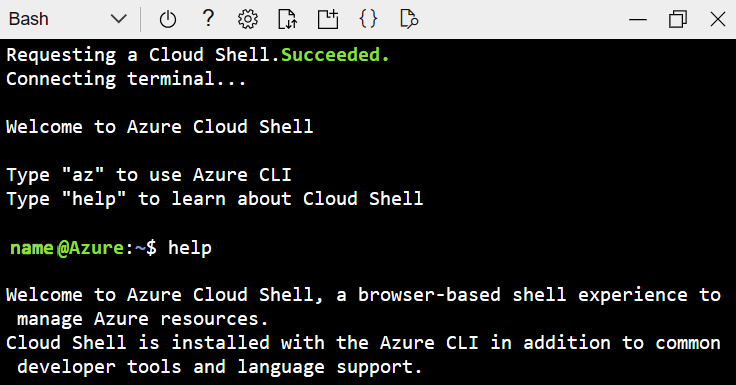 Bash
Requesting a Cloud Shell.Succeeded.
Connecting terminal...
Welcome to Azure Cloud Shell
Type "az" to use Azure CLI
Type "help" to learn about Cloud Shell
name@Azure:~$ help
Welcome to Azure Cloud Shell, a browser-based shell experience to
manage Azure resources.
Cloud Shell is installed with the Azure CLI in addition to common
developer tools and language support.